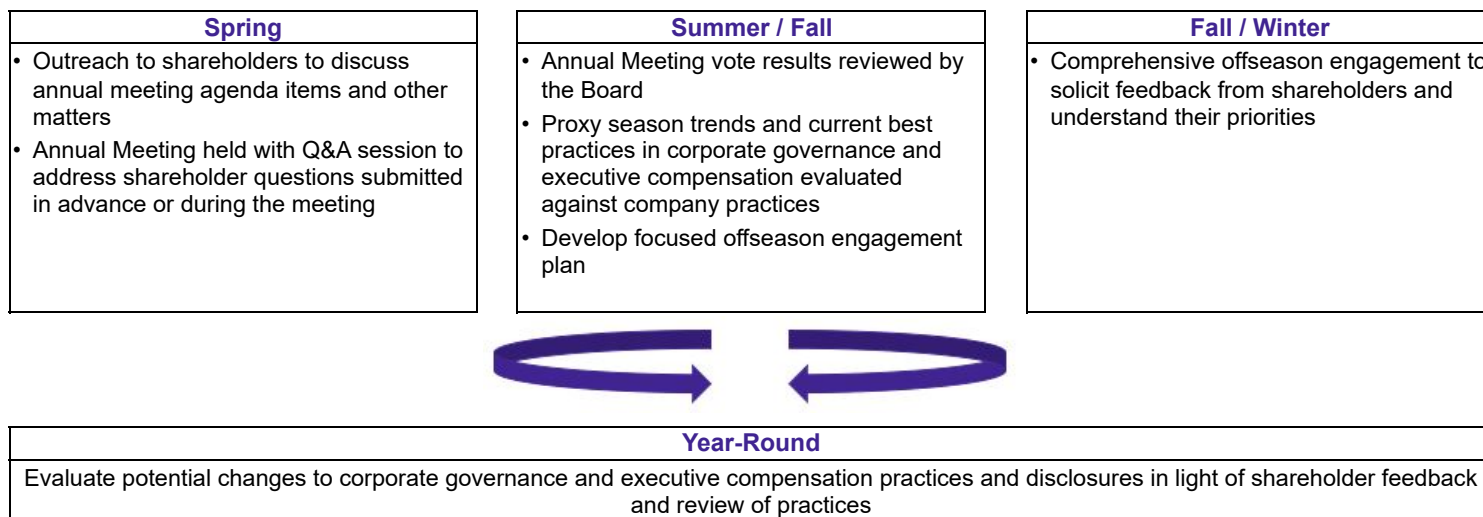 Spring
• Outreach to shareholders to discuss
annual meeting agenda items and other
matters
• Annual Meeting held with Q&A session to
address shareholder questions submitted
in advance or during the meeting
Summer / Fall
• Annual Meeting vote results reviewed by
the Board
• Proxy season trends and current best
practices in corporate governance and
executive compensation evaluated
against company practices
• Develop focused offseason engagement
plan
Fall / Winter
• Comprehensive offseason engagement to
solicit feedback from shareholders and
understand their priorities
Year-Round
Evaluate potential changes to corporate governance and executive compensation practices and disclosures in light of shareholder feedback
and review of practices